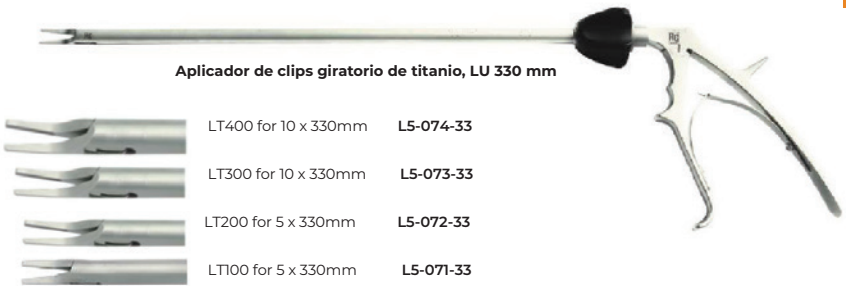 Aplicador de clips giratorio de titanio, LU 330 mm
LT400 for 10 x 330mm L5-074-33
LT300 for 10 x 330mm L5-073-33
LT200 for 5 x 330mm L5-072-33
LT100 for 5 x 330mm L5-071-33